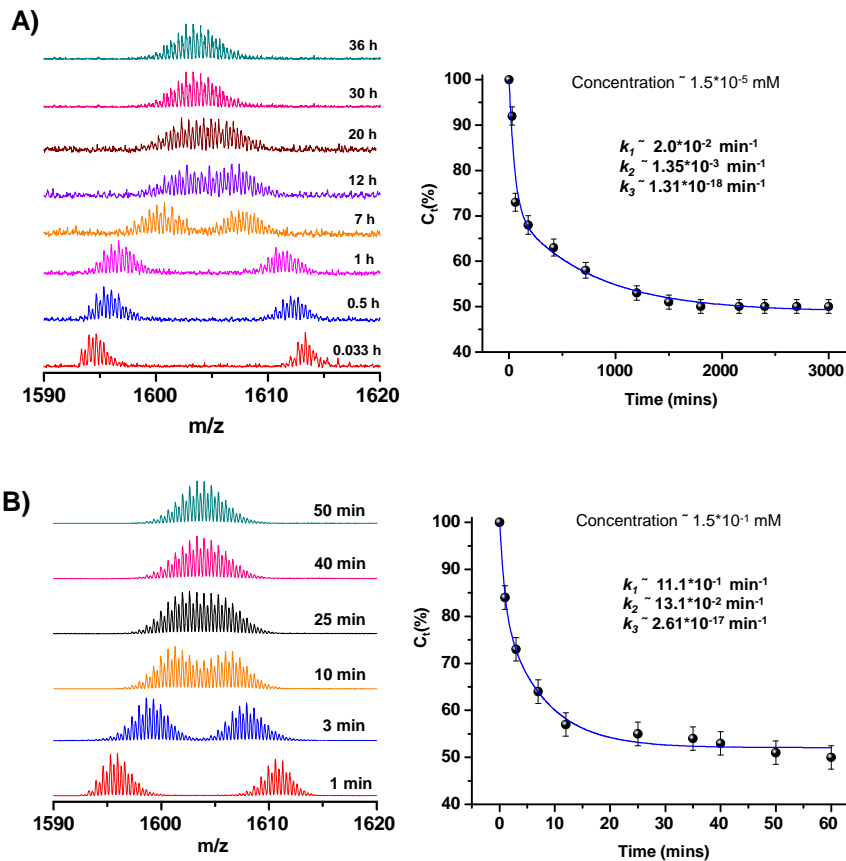 A)
36 h
30 h
20 h
12 h
7 h
1 h
0.5 h
0.033 h
1590 1600 1610 1620
m/z
100
90
80
70
60
50
40
Cₜ(%)
Concentration ~ 1.5*10⁻⁵ mM
k₁ ~ 2.0*10⁻² min⁻¹
k₂ ~ 1.35*10⁻³ min⁻¹
k₃ ~ 1.31*10⁻¹⁸ min⁻¹
0 1000 2000 3000
Time (mins)
B)
50 min
40 min
25 min
10 min
3 min
1 min
1590 1600 1610 1620
m/z
100
90
80
70
60
50
40
Cₜ(%)
Concentration ~ 1.5*10⁻¹ mM
k₁ ~ 11.1*10⁻¹ min⁻¹
k₂ ~ 13.1*10⁻² min⁻¹
k₃ ~ 2.61*10⁻¹⁷ min⁻¹
0 10 20 30 40 50 60
Time (mins)